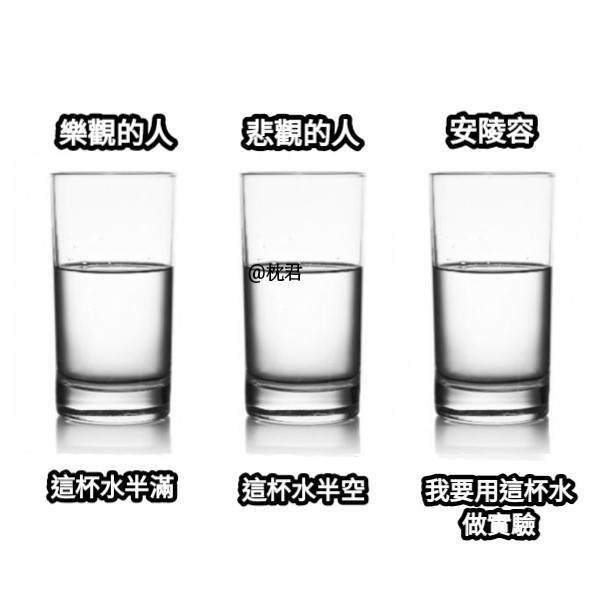 樂觀的人
悲觀的人
安陵容
@枕君
這杯水半滿
這杯水半空
我要用這杯水
做實驗